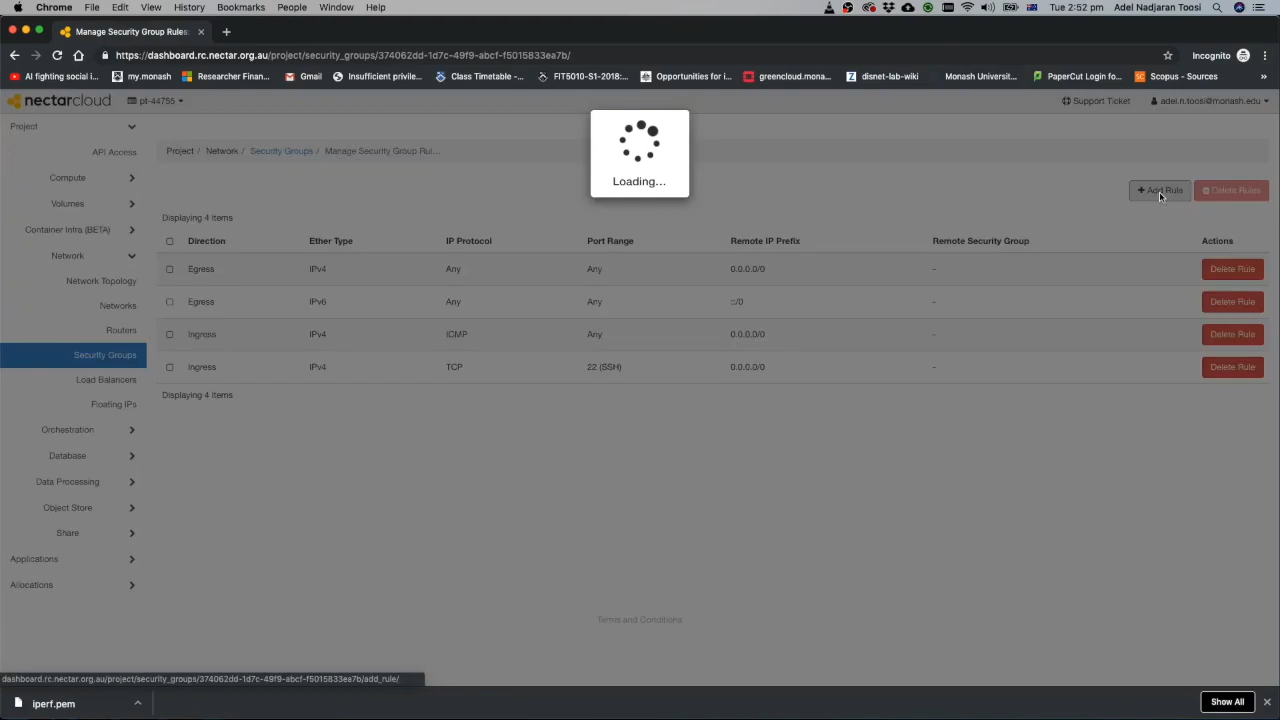 Chrome File Edit View History Bookmarks People Window Help Tue 2:52 pm Adel Nadjaran Toosi
Manage Security Group Rules:
https://dashboard.rc.nectar.org.au/project/security_groups/374062dd-1d7c-49f9-abcf-f5015833ea7b/ Incognito
AI fighting social i... my.monash Researcher Finan... Gmail Insufficient privile... Class Timetable -... FIT5010-S1-2018:... Opportunities for i... greencloud.mona... disnet-lab-wiki Monash Universit... PaperCut Login fo... Scopus - Sources »
nectarcloud pt-44755 Support Ticket adel.n.toosi@monash.edu
Project
API Access
Compute
Volumes
Container Infra (BETA)
Network
Network Topology
Networks
Routers
Security Groups
Load Balancers
Floating IPs
Orchestration
Database
Data Processing
Object Store
Share
Applications
Allocations
Project / Network / Security Groups / Manage Security Group Rul...
Loading...
+ Add Rule Delete Rules
Displaying 4 items
Direction Ether Type IP Protocol Port Range Remote IP Prefix Remote Security Group Actions
Egress IPv4 Any Any 0.0.0.0/0 - Delete Rule
Egress IPv6 Any Any ::/0 - Delete Rule
Ingress IPv4 ICMP Any 0.0.0.0/0 - Delete Rule
Ingress IPv4 TCP 22 (SSH) 0.0.0.0/0 - Delete Rule
Displaying 4 items
Terms and Conditions
dashboard.rc.nectar.org.au/project/security_groups/374062dd-1d7c-49f9-abcf-f5015833ea7b/add_rule/
iperf.pem Show All